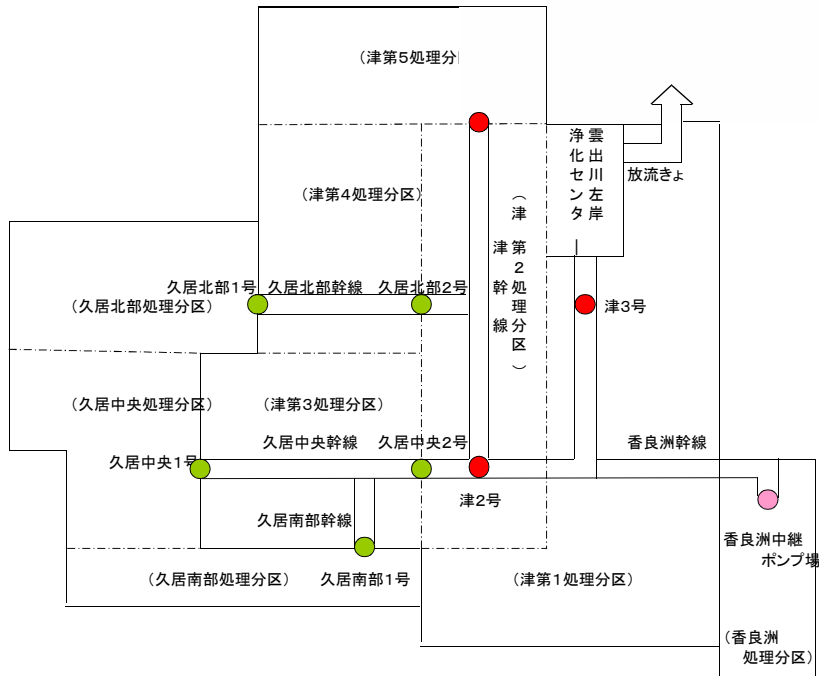 （津第5処理分
雲出川左岸
浄化センター
放流きょ
（津第4処理分区）
（津第2処理分区）
津幹線
久居北部1号
久居北部幹線
久居北部2号
（久居北部処理分区）
津3号
（久居中央処理分区）
（津第3処理分区）
久居中央幹線
久居中央2号
香良洲幹線
久居中央1号
津2号
久居南部幹線
香良洲中継
ポンプ場
（久居南部処理分区）
久居南部1号
（津第1処理分区）
（香良洲
処理分区）